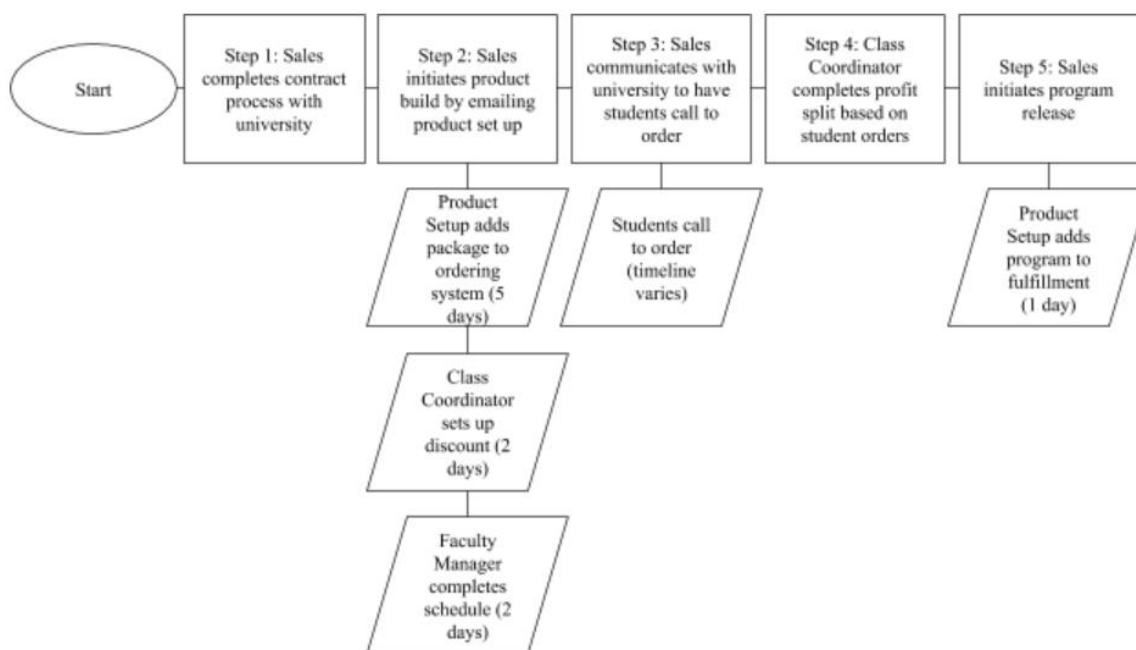 Start
Step 1: Sales
completes contract
process with
university
Step 2: Sales
initiates product
build by emailing
product set up
Step 3: Sales
communicates with
university to have
students call to
order
Step 4: Class
Coordinator
completes profit
split based on
student orders
Step 5: Sales
initiates program
release
Product
Setup adds
package to
ordering
system (5
days)
Students call
to order
(timeline
varies)
Product
Setup adds
program to
fulfillment
(1 day)
Class
Coordinator
sets up
discount (2
days)
Faculty
Manager
completes
schedule (2
days)